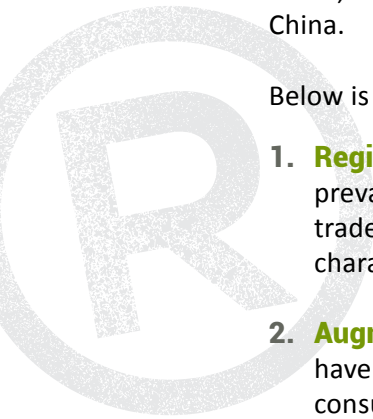 China.
Below is
1. Regi
preva
trade
chara
2. Augn
have
consu
®